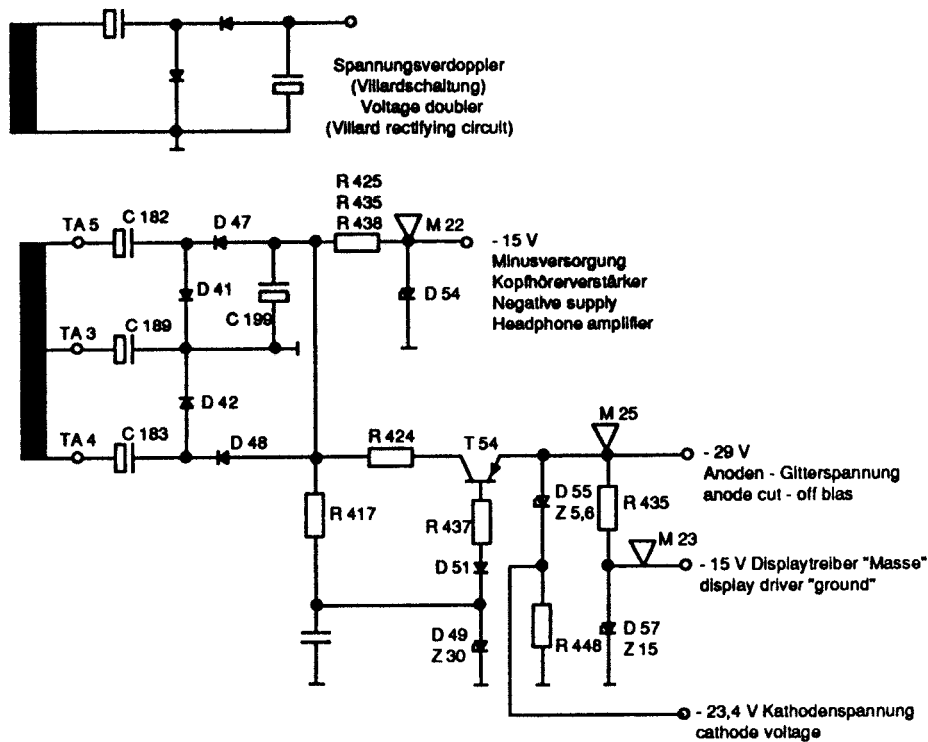 Spannungsverdoppler
(Villardschaltung)
Voltage doubler
(Villard rectifying circuit)
R 425
R 435
R 438
TA 5
C 182
D 47
M 22
- 15 V
Minusversorgung
Kopfhörerverstärker
Negative supply
Headphone amplifier
D 41
C 199
D 54
TA 3
C 189
D 42
TA 4
C 183
D 48
R 424
T 54
M 25
- 29 V
Anoden - Gitterspannung
anode cut - off bias
R 417
R 437
D 55
Z 5,6
R 435
M 23
D 51
- 15 V Displaytreiber "Masse"
display driver "ground"
D 49
Z 30
R 448
D 57
Z 15
- 23,4 V Kathodenspannung
cathode voltage